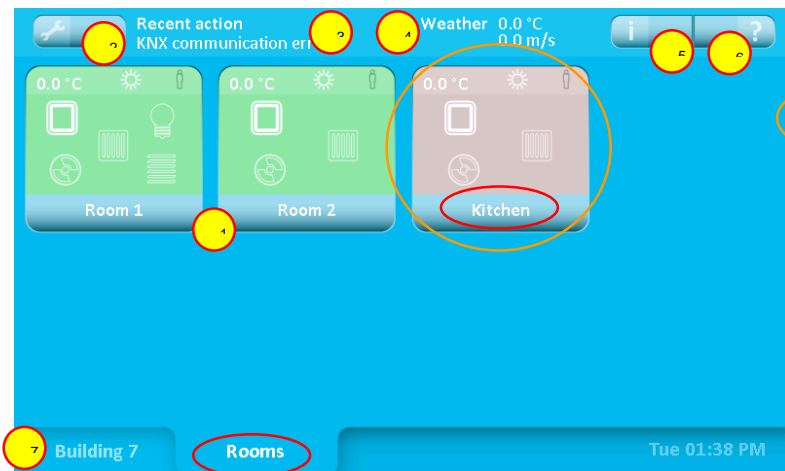 Recent action
KNX communication
Weather 0.0 °C
0.0 m/s
i
?
0.0 °C
0.0 °C
0.0 °C
Room 1
Room 2
Kitchen
Building 7
Rooms
Tue 01:38 PM